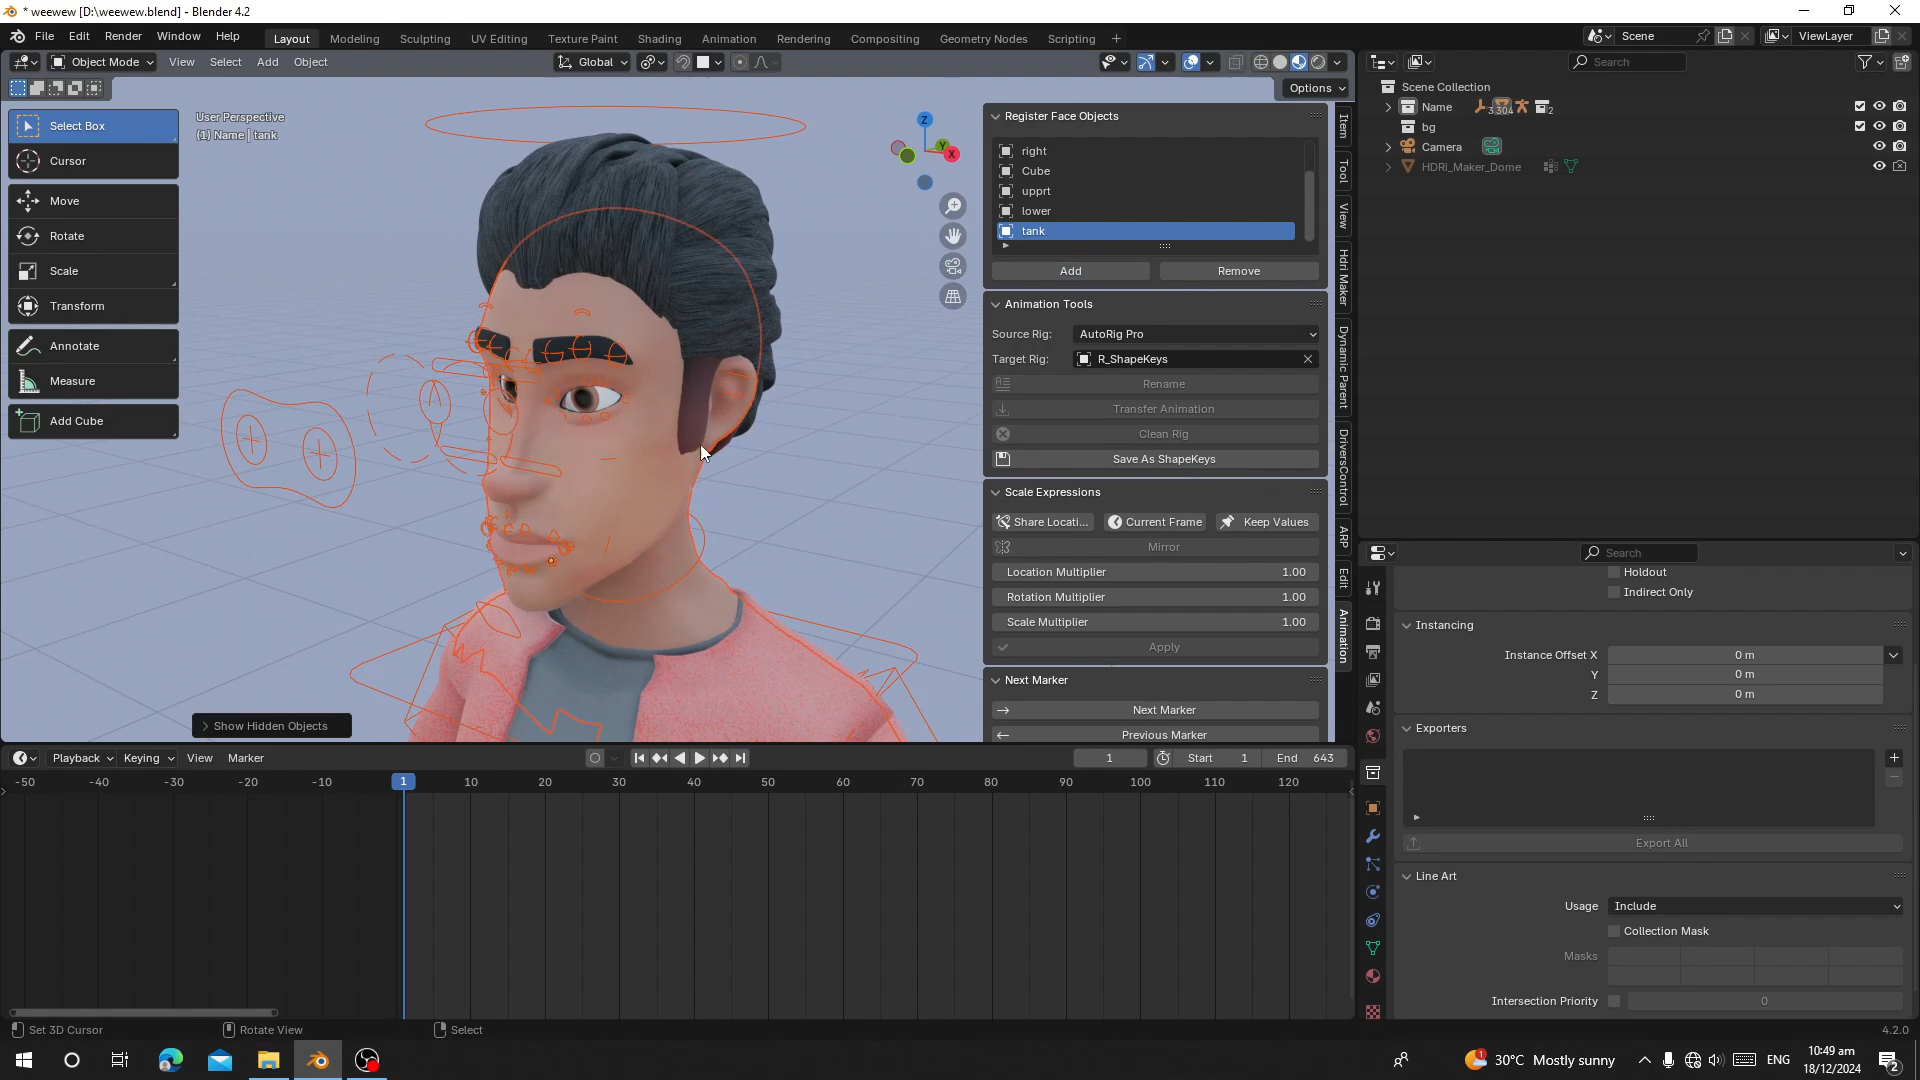 * weewew [D:\weewew.blend] - Blender 4.2
File Edit Render Window Help Layout Modeling Sculpting UV Editing Texture Paint Shading Animation Rendering Compositing Geometry Nodes Scripting + Scene ViewLayer
Object Mode View Select Add Object Global Search
Options
Select Box
Cursor
Move
Rotate
Scale
Transform
Annotate
Measure
Add Cube
User Perspective
(1) Name | tank
Z
Y
X
Show Hidden Objects
Register Face Objects
right
Cube
upprt
lower
tank
Add Remove
Animation Tools
Source Rig: AutoRig Pro
Target Rig: R_ShapeKeys
Rename
Transfer Animation
Clean Rig
Save As ShapeKeys
Scale Expressions
Share Locati... Current Frame Keep Values
Mirror
Location Multiplier 1.00
Rotation Multiplier 1.00
Scale Multiplier 1.00
Apply
Next Marker
Next Marker
Previous Marker
Item
Tool
View
Hdri Maker
Dynamic Parent
DriversControl
ARP
Edit
Animation
Scene Collection
Name 3 304 2
bg
Camera
HDRi_Maker_Dome
Search
Holdout
Indirect Only
Instancing
Instance Offset X 0 m
Y 0 m
Z 0 m
Exporters
Export All
Line Art
Usage Include
Collection Mask
Masks
Intersection Priority 0
Playback Keying View Marker 1 Start 1 End 643
-50 -40 -30 -20 -10 1 10 20 30 40 50 60 70 80 90 100 110 120
Set 3D Cursor Rotate View Select 4.2.0
30°C Mostly sunny ENG 10:49 am
18/12/2024
2